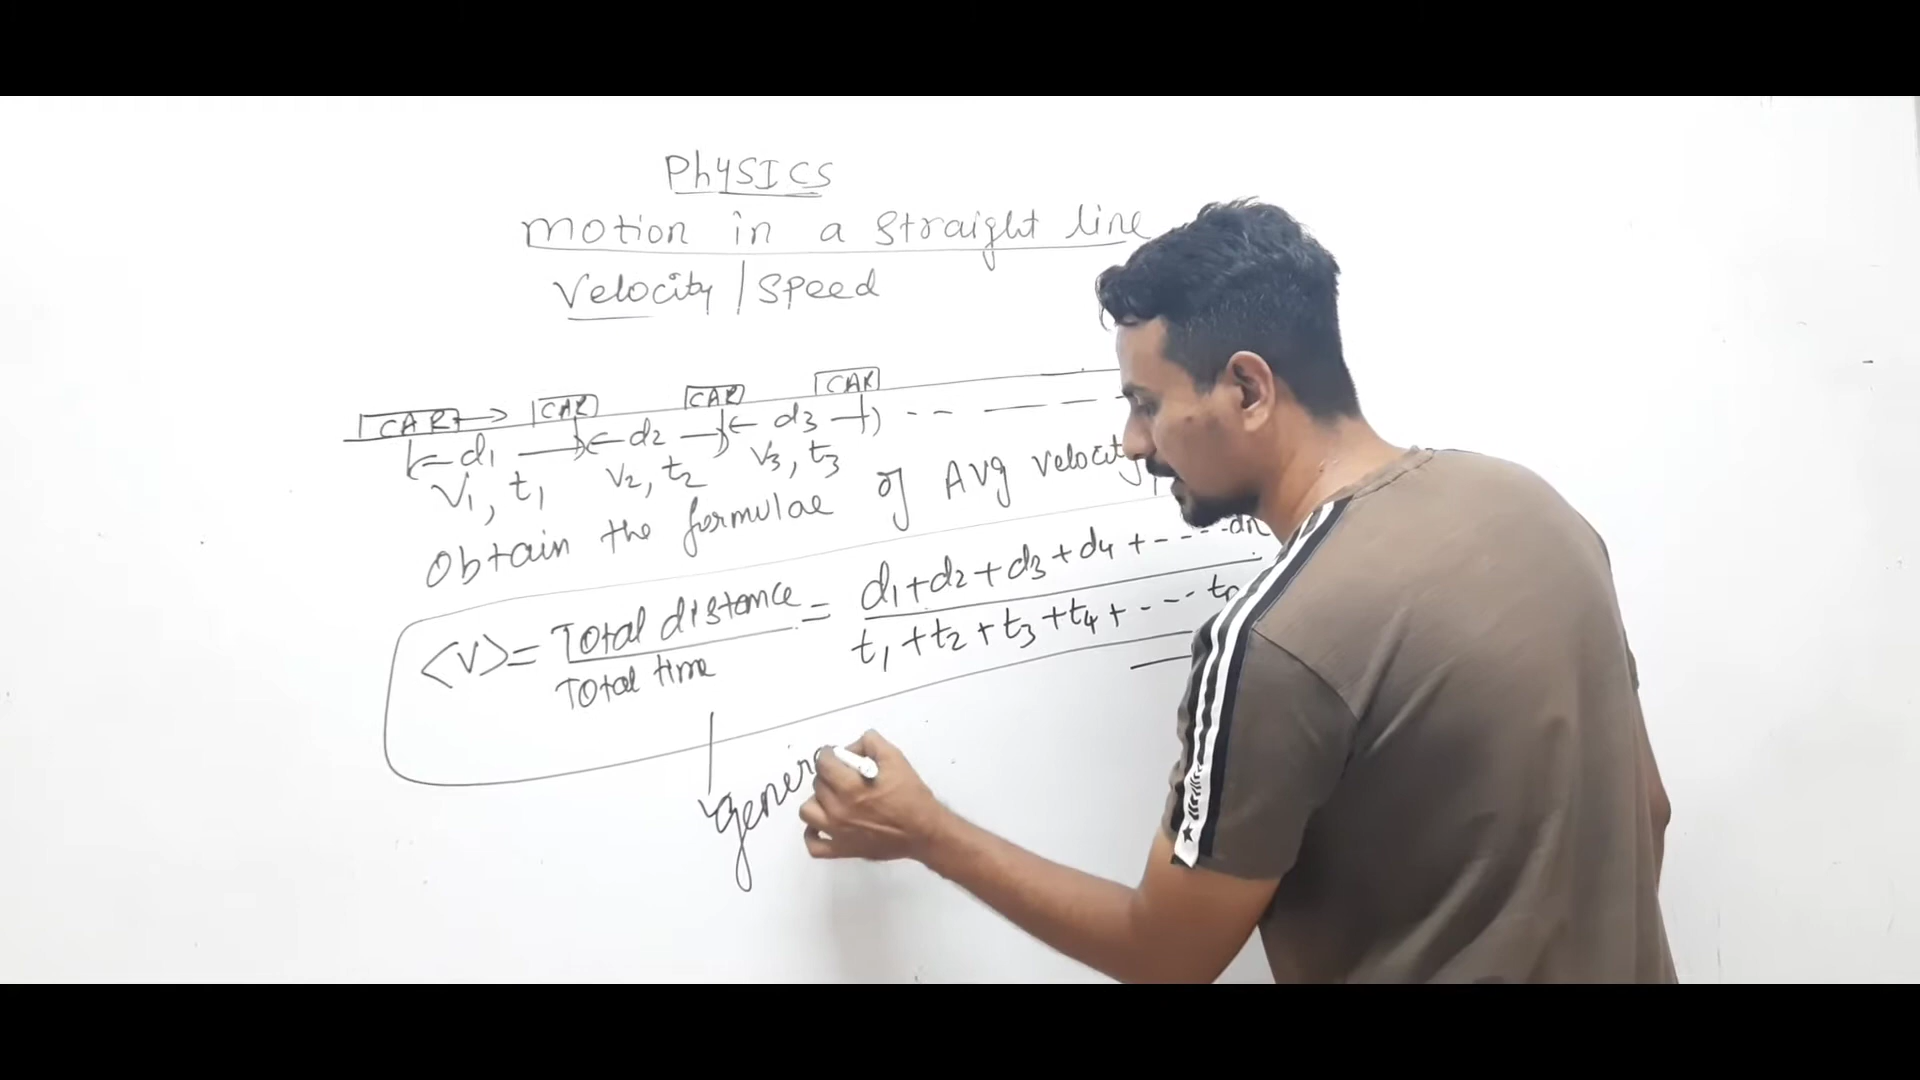 PhYSICS
motion in a straight line
Velocity / Speed
CAR CAR CAR CAR
d1 d2 d3
V1, t1 V2, t2 V3, t3
Obtain the formulae of Avg velocity
<V> = Total distance / Total time = d1 + d2 + d3 + d4 + - - - - dn / t1 + t2 + t3 + t4 + - - - tn
gener